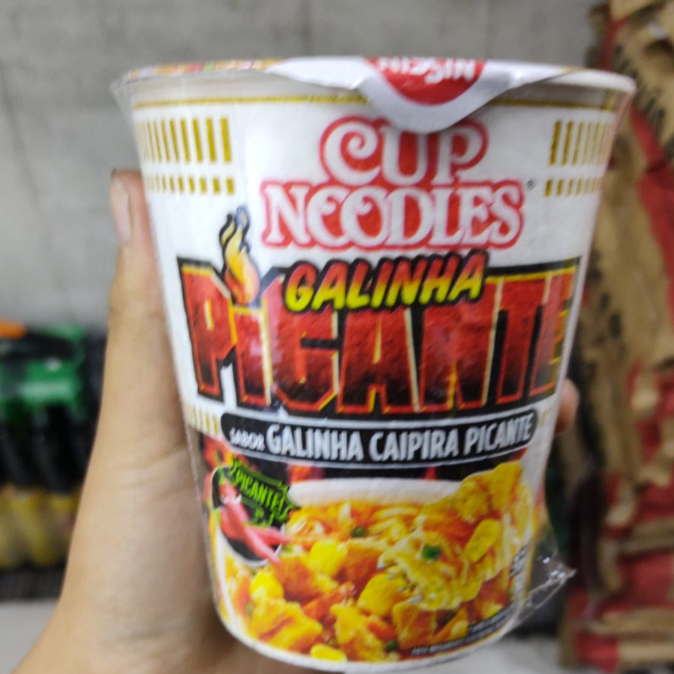 NISSIN
CUP
NOODLES
GALINHA
PICANTE
SABOR GALINHA CAIPIRA PICANTE
PICANTE